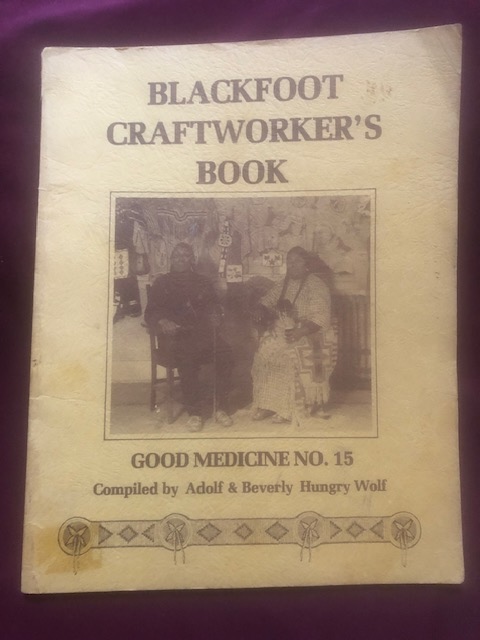 BLACKFOOT
CRAFTWORKER'S
BOOK
GOOD MEDICINE NO. 15
Compiled by Adolf & Beverly Hungry Wolf